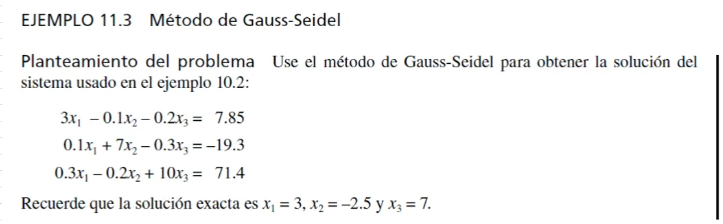 EJEMPLO 11.3 Método de Gauss-Seidel
Planteamiento del problema Use el método de Gauss-Seidel para obtener la solución del
sistema usado en el ejemplo 10.2:
3x₁ – 0.1x₂ – 0.2x₃ = 7.85
0.1x₁ + 7x₂ – 0.3x₃ = –19.3
0.3x₁ – 0.2x₂ + 10x₃ = 71.4
Recuerde que la solución exacta es x₁ = 3, x₂ = –2.5 y x₃ = 7.